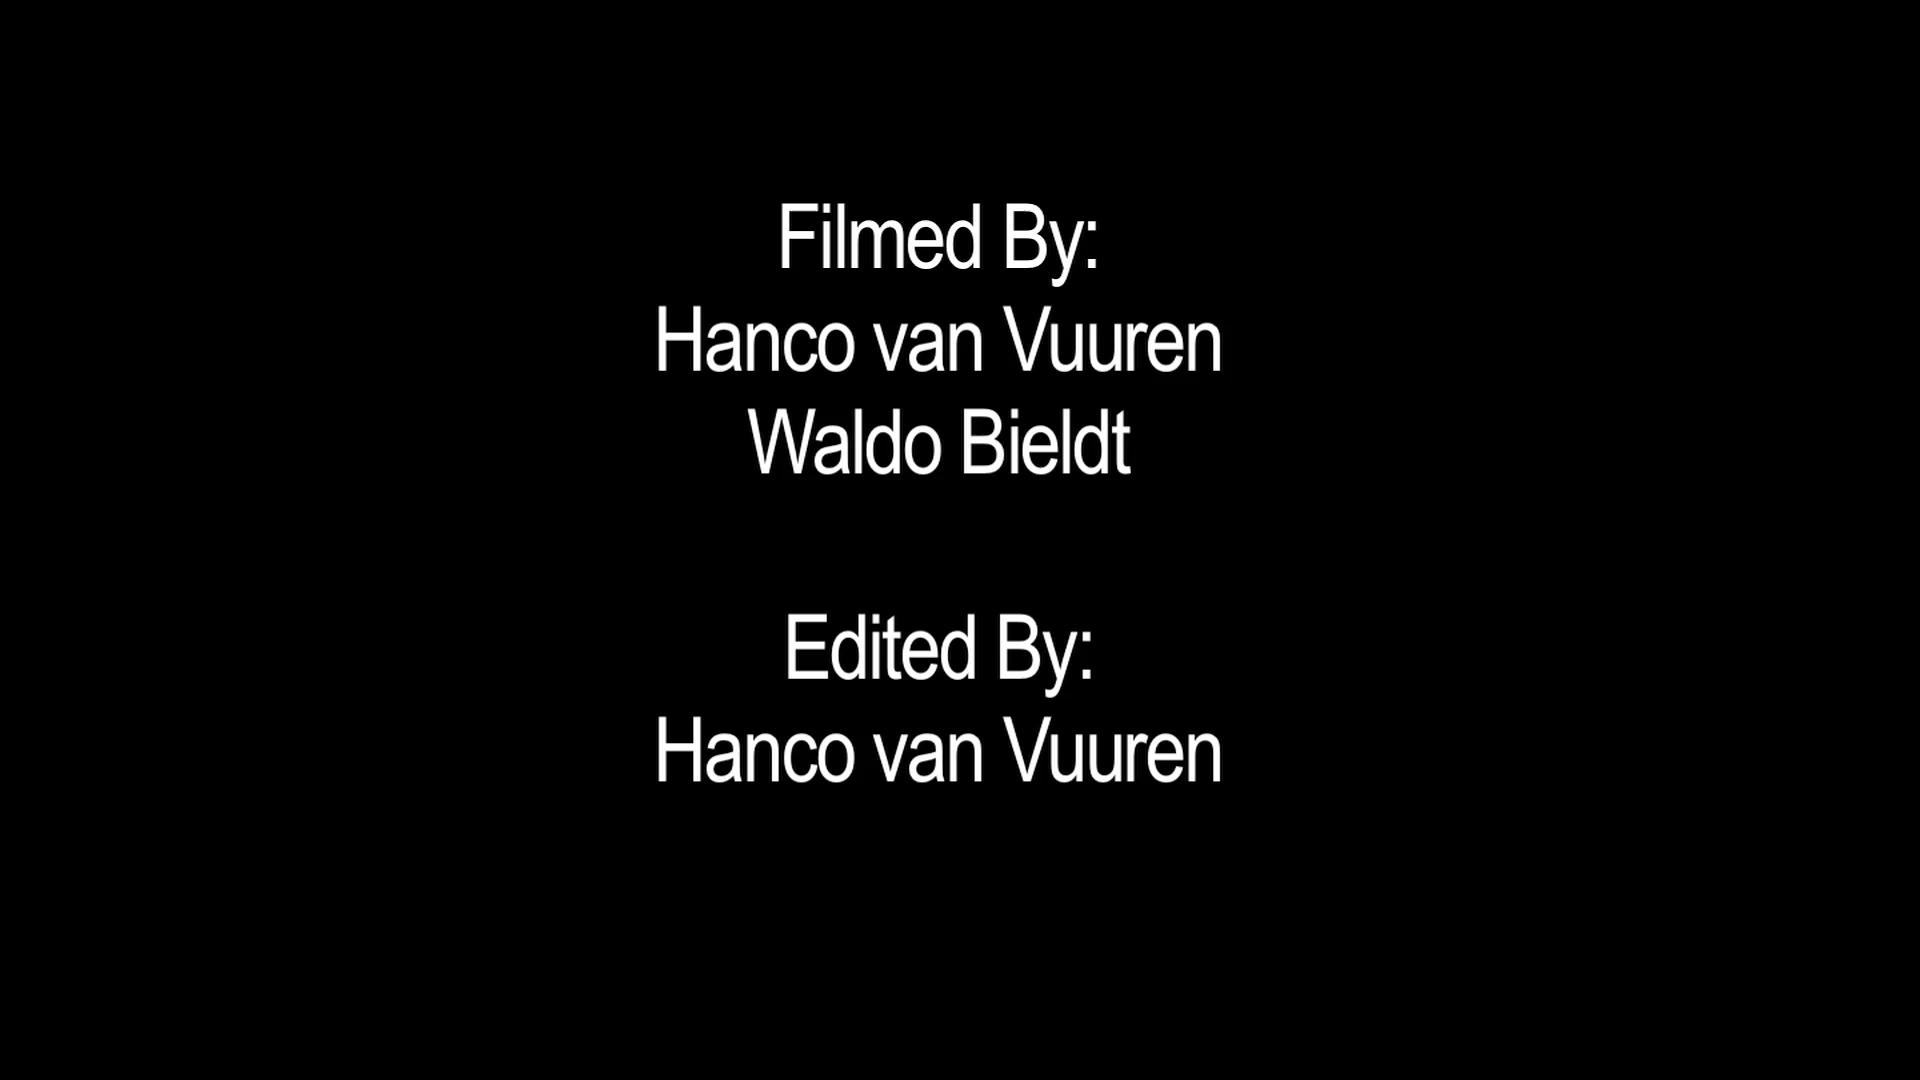 Filmed By:
Hanco van Vuuren
Waldo Bieldt
Edited By:
Hanco van Vuuren